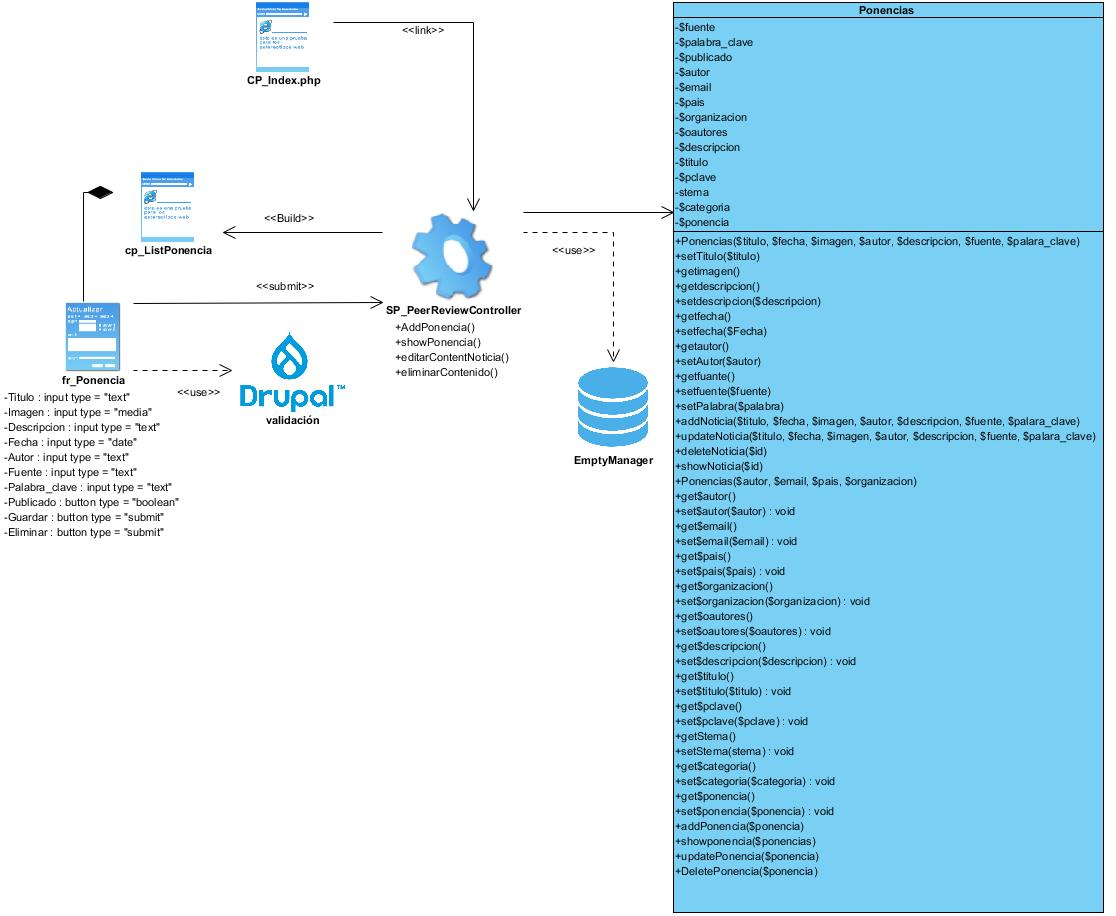 <<link>>
CP_Index.php
<<Build>>
cp_ListPonencia
<<submit>>
<<use>>
SP_PeerReviewController
+AddPonencia()
+showPonencia()
+editarContentNoticia()
+eliminarContenido()
Actualizar
fr_Ponencia
-Titulo : input type = "text"
-Imagen : input type = "media"
-Descripcion : input type = "text"
-Fecha : input type = "date"
-Autor : input type = "text"
-Fuente : input type = "text"
-Palabra_clave : input type = "text"
-Publicado : button type = "boolean"
-Guardar : button type = "submit"
-Eliminar : button type = "submit"
<<use>>
Drupal™
validación
EmptyManager
Ponencias
-$fuente
-$palabra_clave
-$publicado
-$autor
-$email
-$pais
-$organizacion
-$oautores
-$descripcion
-$titulo
-$pclave
-stema
-$categoria
-$ponencia
+Ponencias($titulo, $fecha, $imagen, $autor, $descripcion, $fuente, $palara_clave)
+setTitulo($titulo)
+getimagen()
+getdescripcion()
+setdescripcion($descripcion)
+getfecha()
+setfecha($Fecha)
+getautor()
+setAutor($autor)
+getfuante()
+setfuente($fuente)
+setPalabra($palabra)
+addNoticia($titulo, $fecha, $imagen, $autor, $descripcion, $fuente, $palara_clave)
+updateNoticia($titulo, $fecha, $imagen, $autor, $descripcion, $fuente, $palara_clave)
+deleteNoticia($id)
+showNoticia($id)
+Ponencias($autor, $email, $pais, $organizacion)
+get$autor()
+set$autor($autor) : void
+get$email()
+set$email($email) : void
+get$pais()
+set$pais($pais) : void
+get$organizacion()
+set$organizacion($organizacion) : void
+get$oautores()
+set$oautores($oautores) : void
+get$descripcion()
+set$descripcion($descripcion) : void
+get$titulo()
+set$titulo($titulo) : void
+get$pclave()
+set$pclave($pclave) : void
+getStema()
+setStema(stema) : void
+get$categoria()
+set$categoria($categoria) : void
+get$ponencia()
+set$ponencia($ponencia) : void
+addPonencia($ponencia)
+showponencia($ponencias)
+updatePonencia($ponencia)
+DeletePonencia($ponencia)